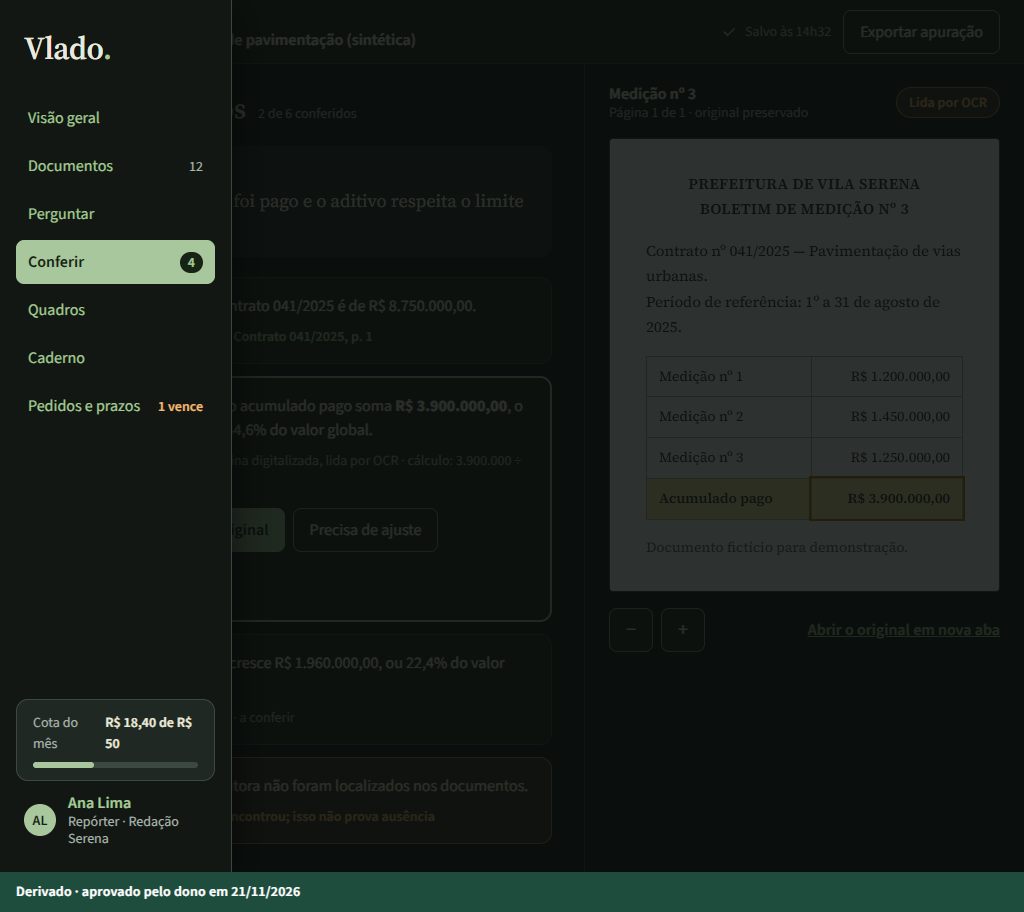 Vlado.
Visão geral
Documentos 12
Perguntar
Conferir 4
Quadros
Caderno
Pedidos e prazos 1 vence
Cota do mês
R$ 18,40 de R$ 50
AL
Ana Lima
Repórter · Redação
Serena
de pavimentação (sintética)
Salvo às 14h32
Exportar apuração
2 de 6 conferidos
foi pago e o aditivo respeita o limite
041/2025 é de R$ 8.750.000,00.
Contrato 041/2025, p. 1
acumulado pago soma R$ 3.900.000,00, o
4,6% do valor global.
digitalizada, lida por OCR · cálculo: 3.900.000 ÷
Precisa de ajuste
R$ 1.960.000,00, ou 22,4% do valor
· a conferir
não foram localizados nos documentos.
isso não prova ausência
Medição nº 3
Página 1 de 1 · original preservado
Lida por OCR
PREFEITURA DE VILA SERENA
BOLETIM DE MEDIÇÃO Nº 3
Contrato nº 041/2025 — Pavimentação de vias
urbanas.
Período de referência: 1º a 31 de agosto de
2025.
Medição nº 1 R$ 1.200.000,00
Medição nº 2 R$ 1.450.000,00
Medição nº 3 R$ 1.250.000,00
Acumulado pago R$ 3.900.000,00
Documento fictício para demonstração.
− +
Abrir o original em nova aba
Derivado · aprovado pelo dono em 21/11/2026